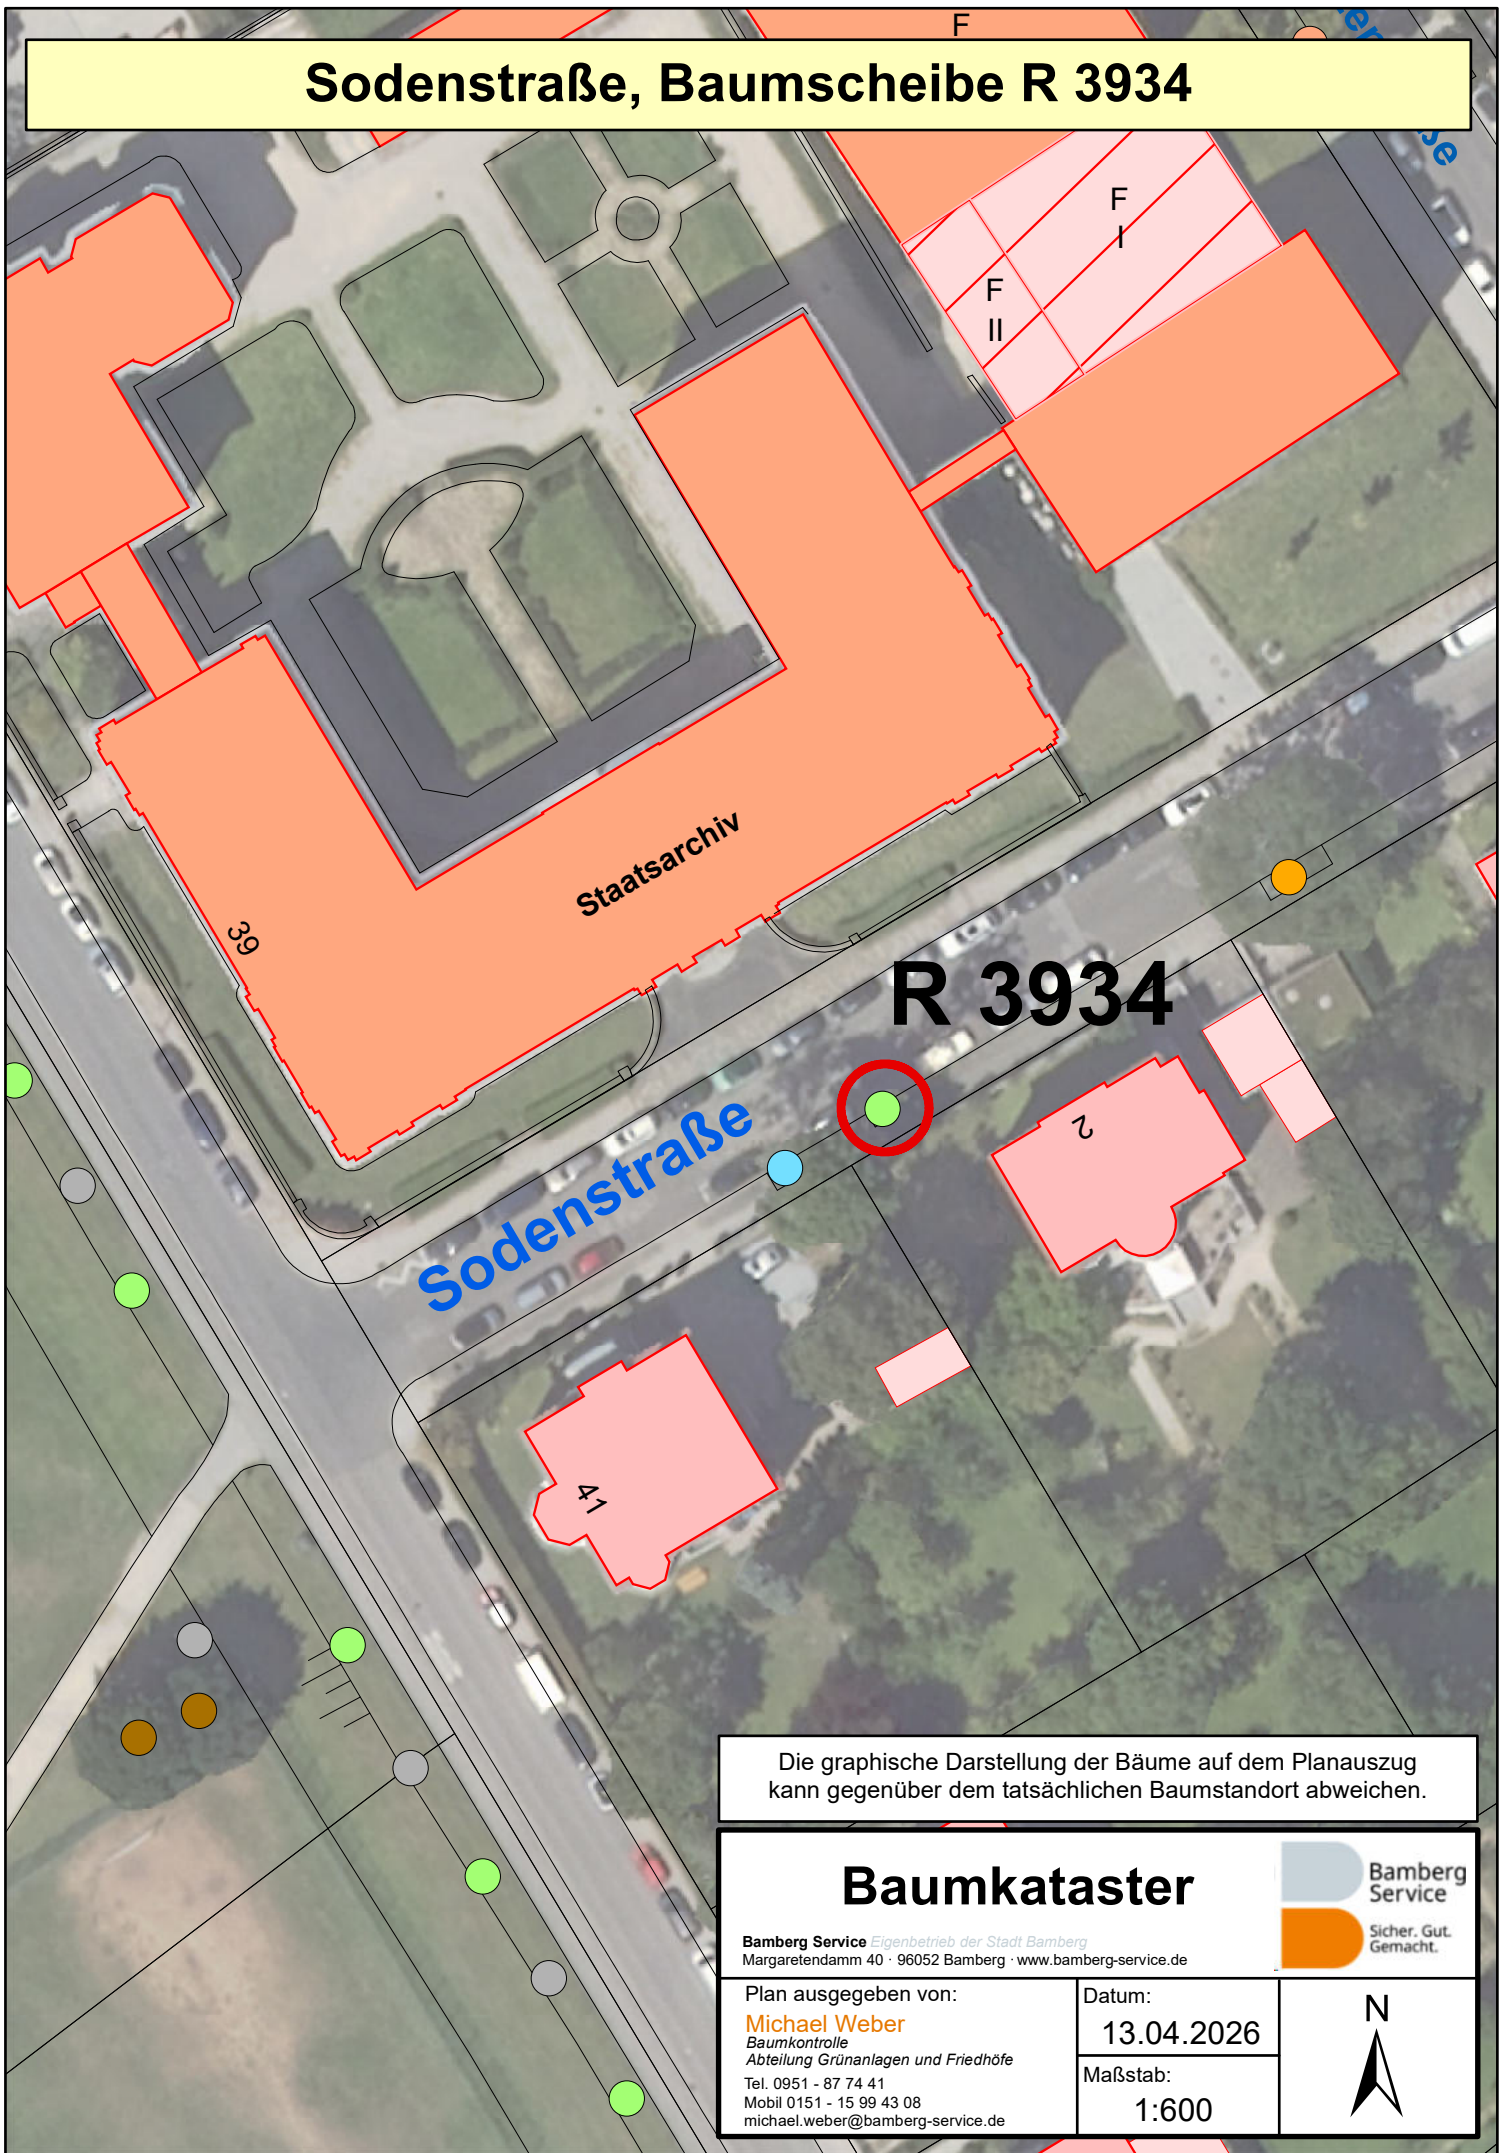 F
Sodenstraße, Baumscheibe R 3934
F
I
F
II
Staatsarchiv
39
R 3934
2
Sodenstraße
41
Die graphische Darstellung der Bäume auf dem Planauszug
kann gegenüber dem tatsächlichen Baumstandort abweichen.
Baumkataster
Bamberg
Service
Sicher. Gut.
Gemacht.
Bamberg Service Eigenbetrieb der Stadt Bamberg
Margaretendamm 40 · 96052 Bamberg · www.bamberg-service.de
Plan ausgegeben von:
Michael Weber
Baumkontrolle
Abteilung Grünanlagen und Friedhöfe
Tel. 0951 - 87 74 41
Mobil 0151 - 15 99 43 08
michael.weber@bamberg-service.de
Datum:
13.04.2026
Maßstab:
1:600
N